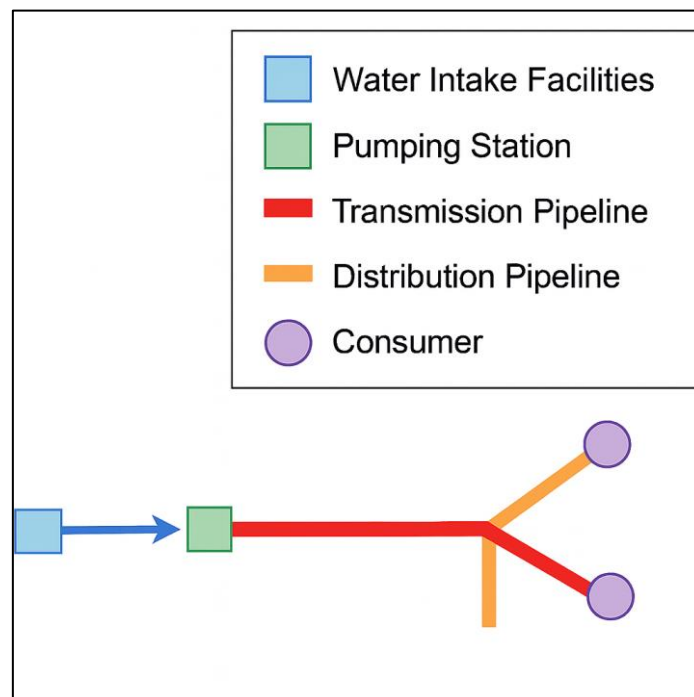 Water Intake Facilities
Pumping Station
Transmission Pipeline
Distribution Pipeline
Consumer